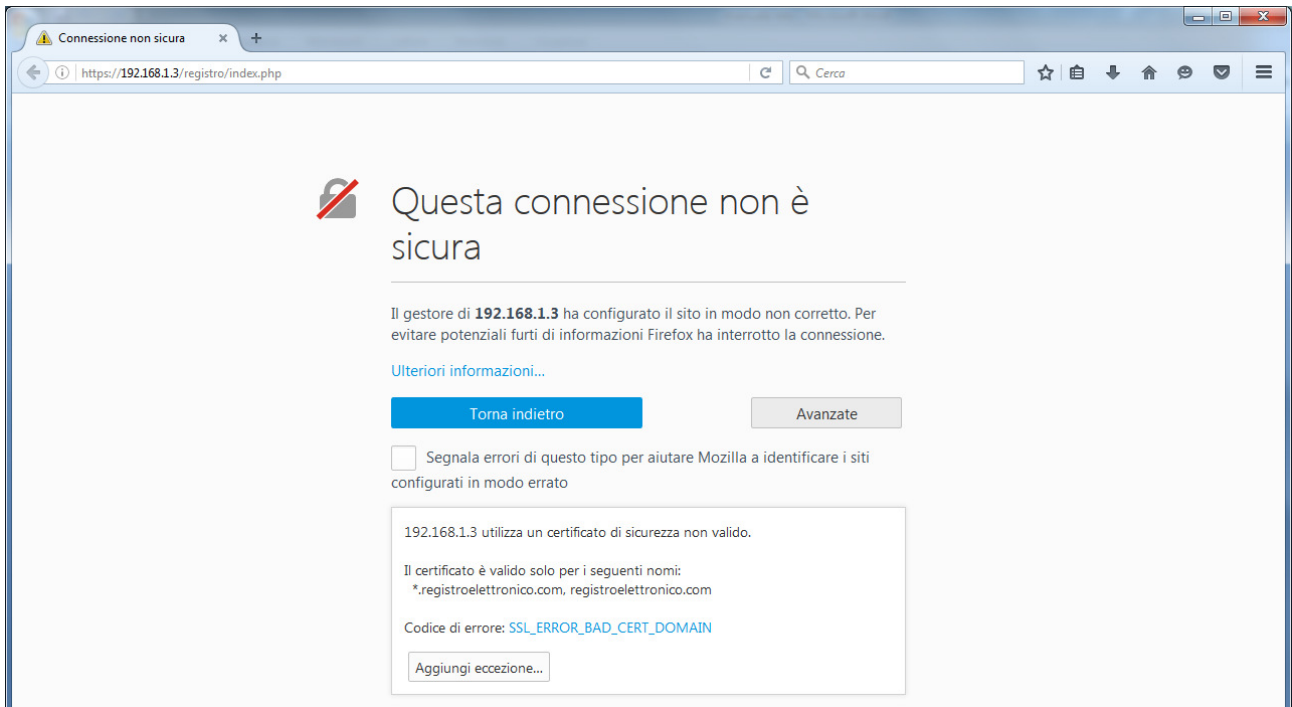 Connessione non sicura
https://192.168.1.3/registro/index.php
Cerca
Questa connessione non è
sicura
Il gestore di 192.168.1.3 ha configurato il sito in modo non corretto. Per
evitare potenziali furti di informazioni Firefox ha interrotto la connessione.
Ulteriori informazioni...
Torna indietro
Avanzate
Segnala errori di questo tipo per aiutare Mozilla a identificare i siti
configurati in modo errato
192.168.1.3 utilizza un certificato di sicurezza non valido.
Il certificato è valido solo per i seguenti nomi:
*.registroelettronico.com, registroelettronico.com
Codice di errore: SSL_ERROR_BAD_CERT_DOMAIN
Aggiungi eccezione...